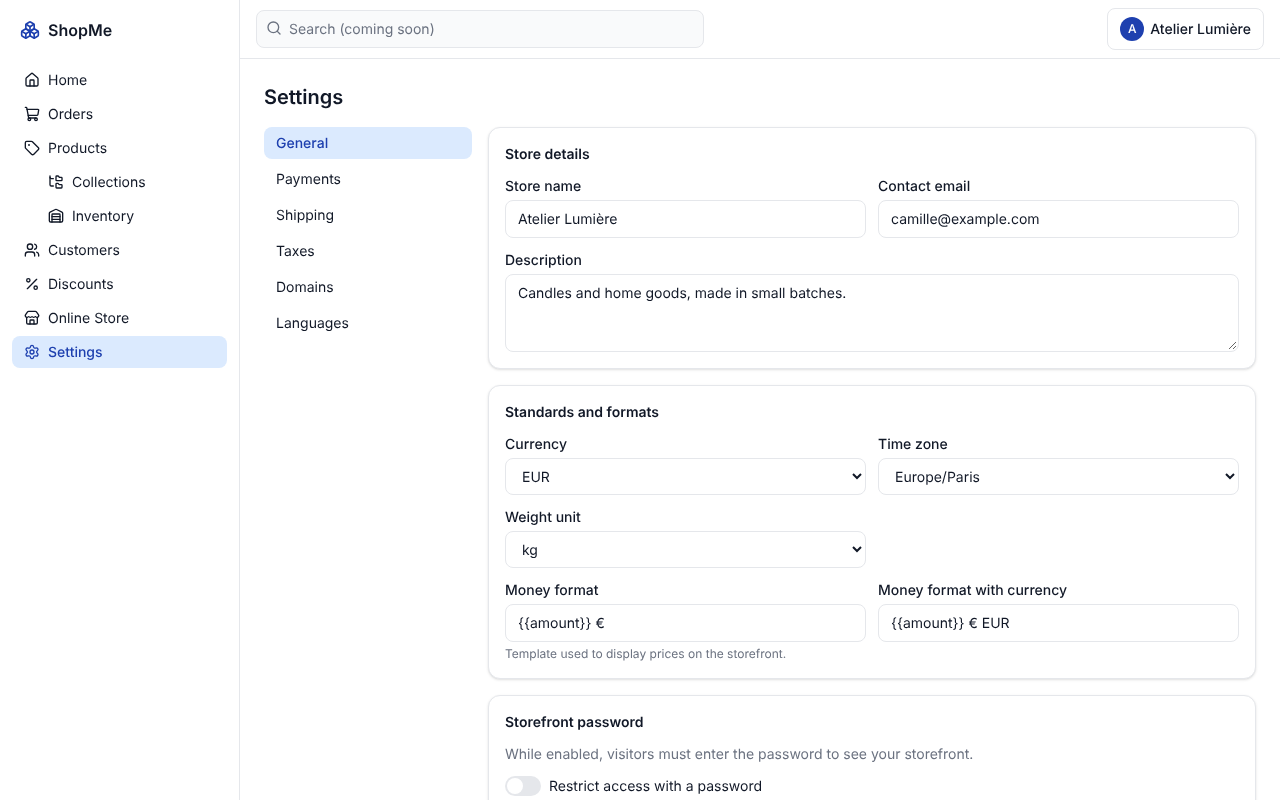 ShopMe
Search (coming soon)
A
Atelier Lumière
Home
Orders
Products
Collections
Inventory
Customers
Discounts
Online Store
Settings
Settings
General
Payments
Shipping
Taxes
Domains
Languages
Store details
Store name
Contact email
Atelier Lumière
camille@example.com
Description
Candles and home goods, made in small batches.
Standards and formats
Currency
Time zone
EUR
Europe/Paris
Weight unit
kg
Money format
Money format with currency
{{amount}} €
{{amount}} € EUR
Template used to display prices on the storefront.
Storefront password
While enabled, visitors must enter the password to see your storefront.
Restrict access with a password